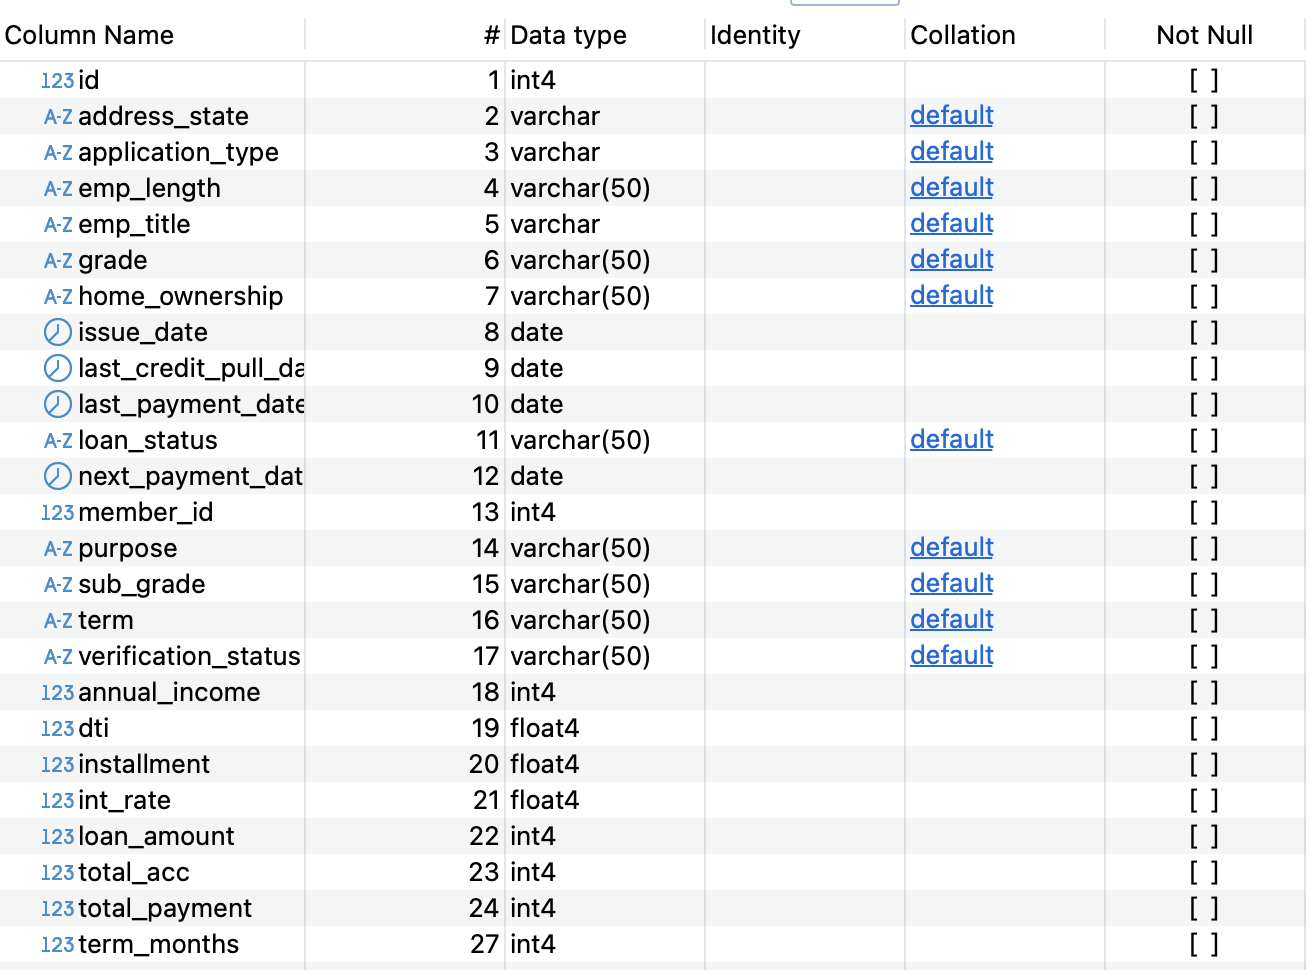 Column Name # Data type Identity Collation Not Null
123 id 1 int4 [ ]
A-Z address_state 2 varchar default [ ]
A-Z application_type 3 varchar default [ ]
A-Z emp_length 4 varchar(50) default [ ]
A-Z emp_title 5 varchar default [ ]
A-Z grade 6 varchar(50) default [ ]
A-Z home_ownership 7 varchar(50) default [ ]
issue_date 8 date [ ]
last_credit_pull_da 9 date [ ]
last_payment_date 10 date [ ]
A-Z loan_status 11 varchar(50) default [ ]
next_payment_dat 12 date [ ]
123 member_id 13 int4 [ ]
A-Z purpose 14 varchar(50) default [ ]
A-Z sub_grade 15 varchar(50) default [ ]
A-Z term 16 varchar(50) default [ ]
A-Z verification_status 17 varchar(50) default [ ]
123 annual_income 18 int4 [ ]
123 dti 19 float4 [ ]
123 installment 20 float4 [ ]
123 int_rate 21 float4 [ ]
123 loan_amount 22 int4 [ ]
123 total_acc 23 int4 [ ]
123 total_payment 24 int4 [ ]
123 term_months 27 int4 [ ]